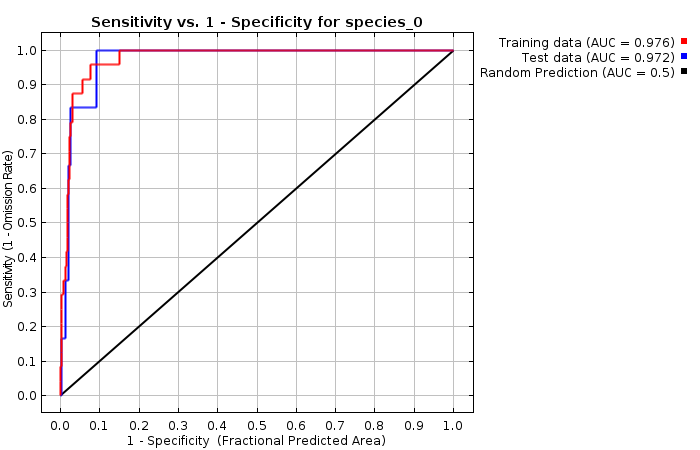 Sensitivity vs. 1 - Specificity for species_0
Training data (AUC = 0.976)
Test data (AUC = 0.972)
Random Prediction (AUC = 0.5)
Sensitivity (1 - Omission Rate)
1.0
0.9
0.8
0.7
0.6
0.5
0.4
0.3
0.2
0.1
0.0
0.0 0.1 0.2 0.3 0.4 0.5 0.6 0.7 0.8 0.9 1.0
1 - Specificity (Fractional Predicted Area)